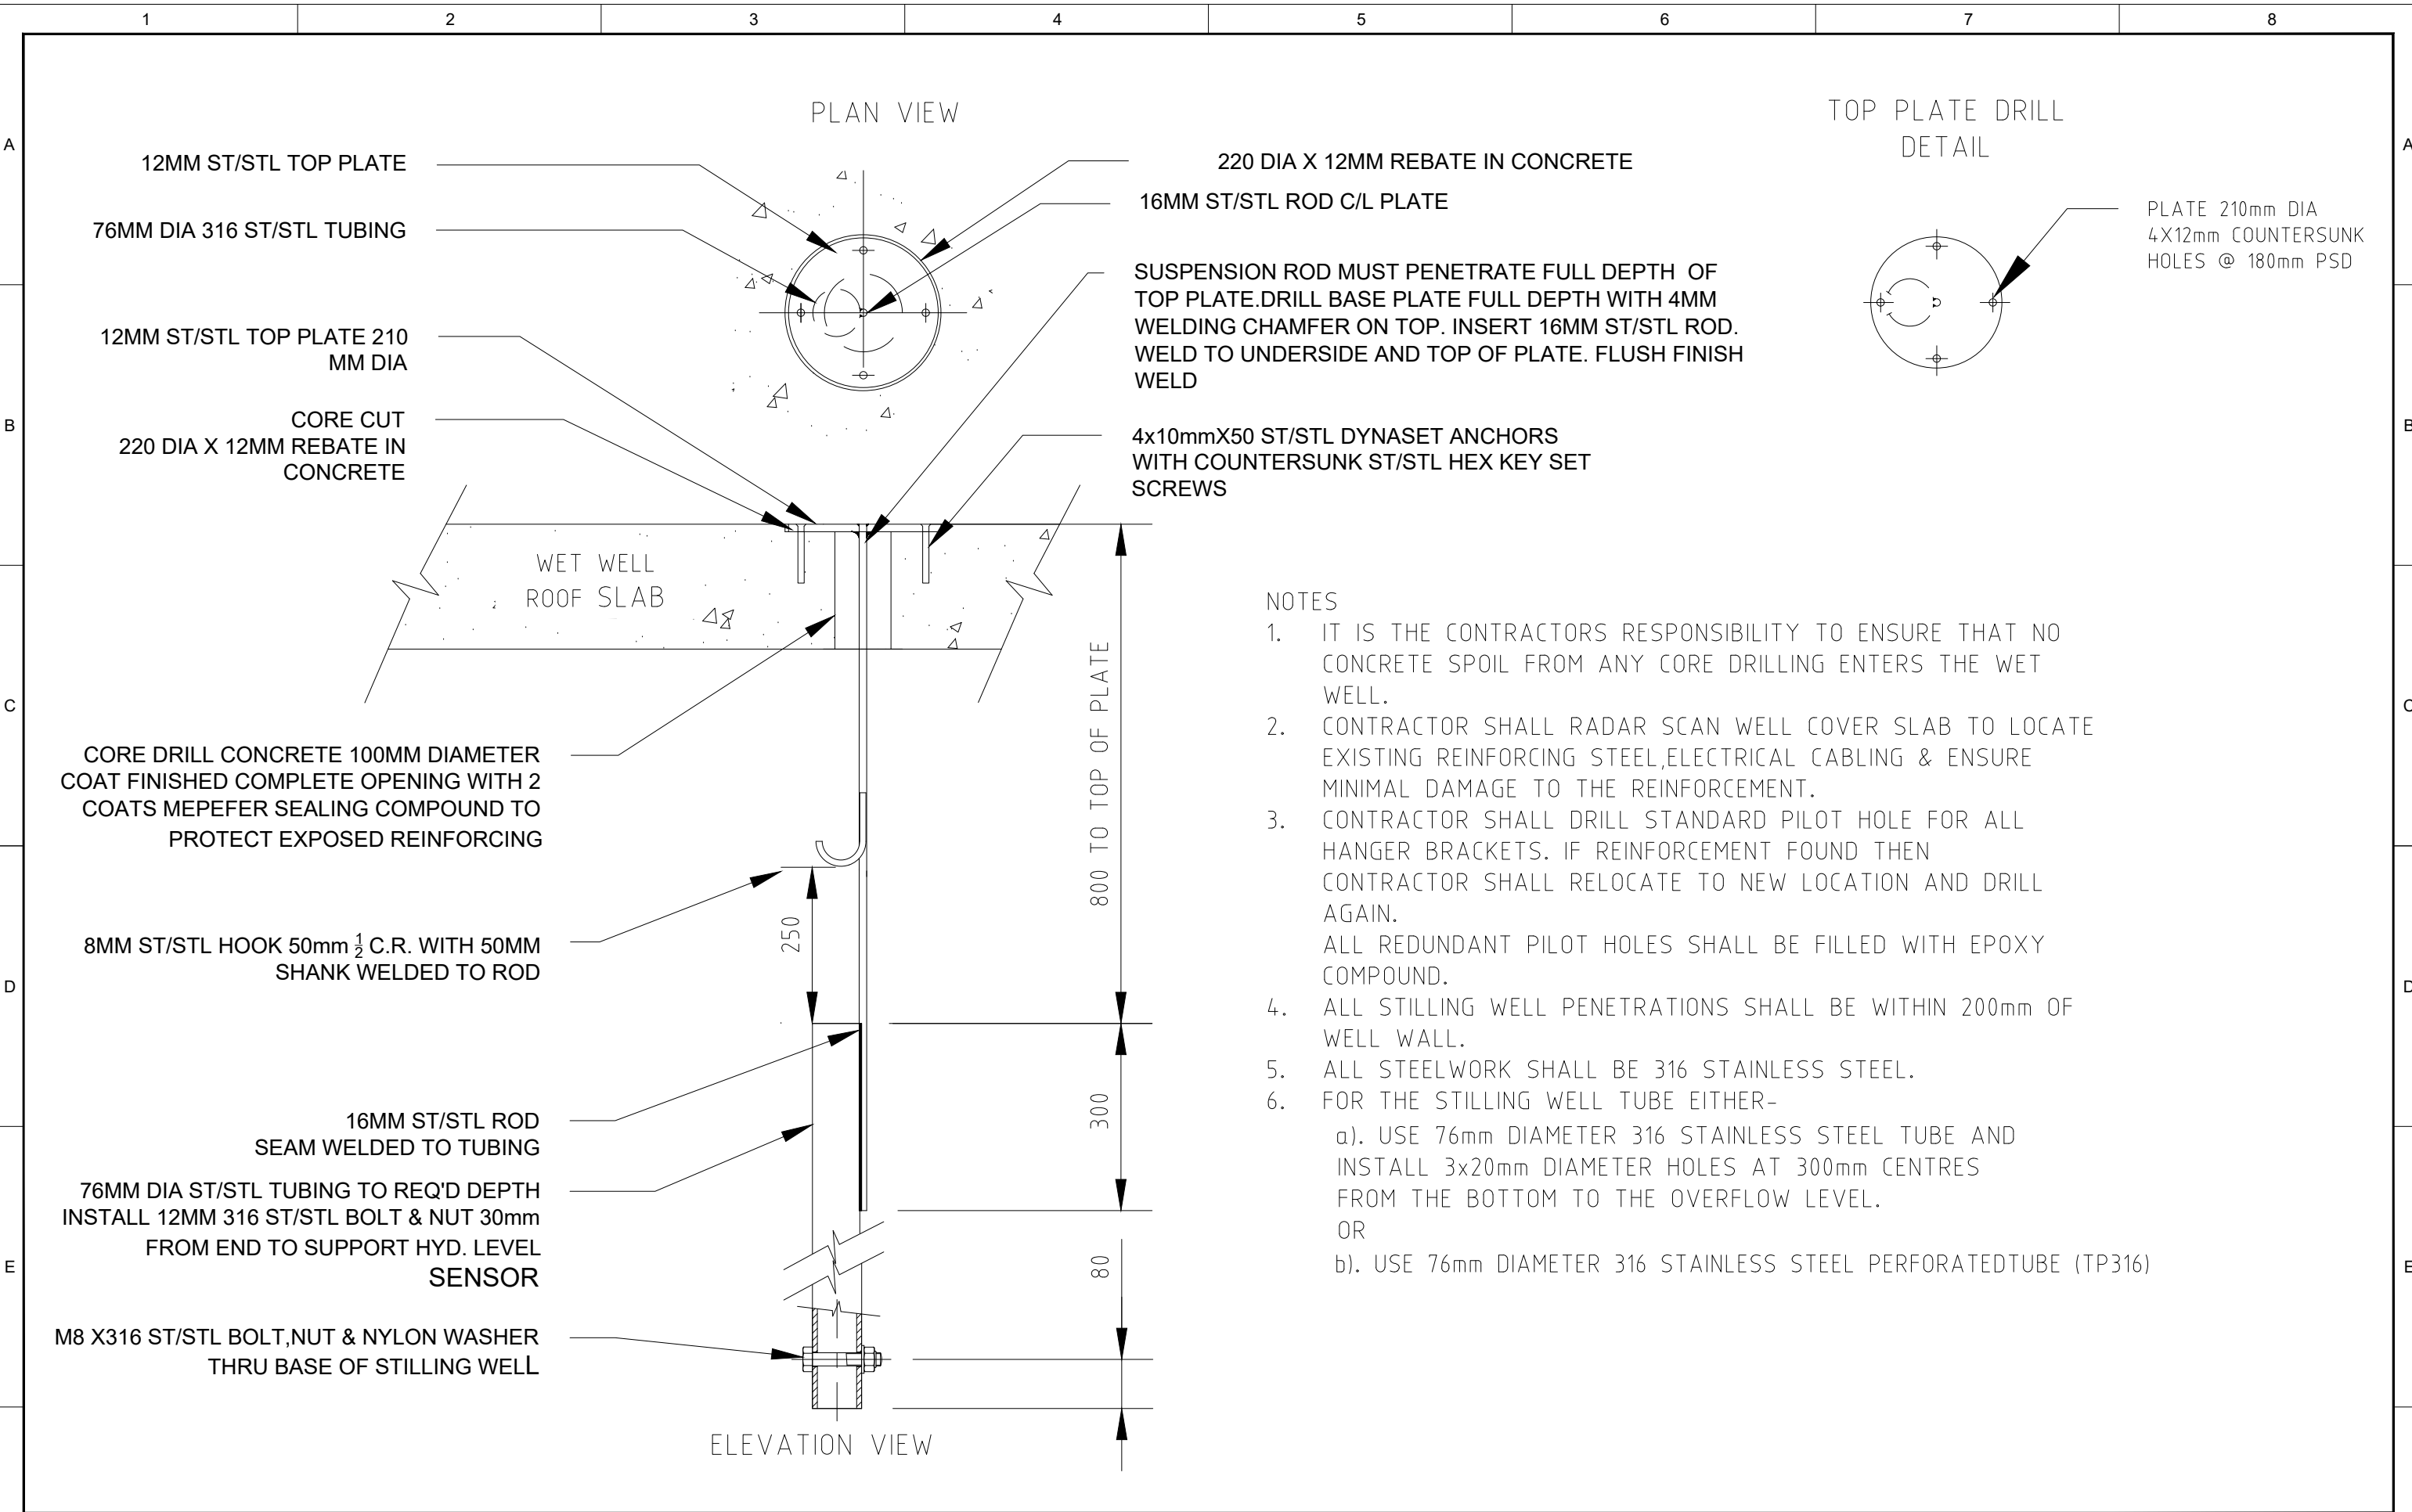 1 2 3 4 5 6 7 8
A A
B B
C C
D D
E E
PLAN VIEW
12MM ST/STL TOP PLATE
76MM DIA 316 ST/STL TUBING
12MM ST/STL TOP PLATE 210
MM DIA
CORE CUT
220 DIA X 12MM REBATE IN
CONCRETE
220 DIA X 12MM REBATE IN CONCRETE
16MM ST/STL ROD C/L PLATE
SUSPENSION ROD MUST PENETRATE FULL DEPTH OF
TOP PLATE.DRILL BASE PLATE FULL DEPTH WITH 4MM
WELDING CHAMFER ON TOP. INSERT 16MM ST/STL ROD.
WELD TO UNDERSIDE AND TOP OF PLATE. FLUSH FINISH
WELD
4x10mmX50 ST/STL DYNASET ANCHORS
WITH COUNTERSUNK ST/STL HEX KEY SET
SCREWS
TOP PLATE DRILL
DETAIL
PLATE 210mm DIA
4X12mm COUNTERSUNK
HOLES @ 180mm PSD
WET WELL
ROOF SLAB
CORE DRILL CONCRETE 100MM DIAMETER
COAT FINISHED COMPLETE OPENING WITH 2
COATS MEPEFER SEALING COMPOUND TO
PROTECT EXPOSED REINFORCING
8MM ST/STL HOOK 50mm ½ C.R. WITH 50MM
SHANK WELDED TO ROD
16MM ST/STL ROD
SEAM WELDED TO TUBING
76MM DIA ST/STL TUBING TO REQ'D DEPTH
INSTALL 12MM 316 ST/STL BOLT & NUT 30mm
FROM END TO SUPPORT HYD. LEVEL
SENSOR
M8 X316 ST/STL BOLT,NUT & NYLON WASHER
THRU BASE OF STILLING WELL
250
800 TO TOP OF PLATE
300
80
ELEVATION VIEW
NOTES
1. IT IS THE CONTRACTORS RESPONSIBILITY TO ENSURE THAT NO
CONCRETE SPOIL FROM ANY CORE DRILLING ENTERS THE WET
WELL.
2. CONTRACTOR SHALL RADAR SCAN WELL COVER SLAB TO LOCATE
EXISTING REINFORCING STEEL,ELECTRICAL CABLING & ENSURE
MINIMAL DAMAGE TO THE REINFORCEMENT.
3. CONTRACTOR SHALL DRILL STANDARD PILOT HOLE FOR ALL
HANGER BRACKETS. IF REINFORCEMENT FOUND THEN
CONTRACTOR SHALL RELOCATE TO NEW LOCATION AND DRILL
AGAIN.
ALL REDUNDANT PILOT HOLES SHALL BE FILLED WITH EPOXY
COMPOUND.
4. ALL STILLING WELL PENETRATIONS SHALL BE WITHIN 200mm OF
WELL WALL.
5. ALL STEELWORK SHALL BE 316 STAINLESS STEEL.
6. FOR THE STILLING WELL TUBE EITHER-
a). USE 76mm DIAMETER 316 STAINLESS STEEL TUBE AND
INSTALL 3x20mm DIAMETER HOLES AT 300mm CENTRES
FROM THE BOTTOM TO THE OVERFLOW LEVEL.
OR
b). USE 76mm DIAMETER 316 STAINLESS STEEL PERFORATEDTUBE (TP316)